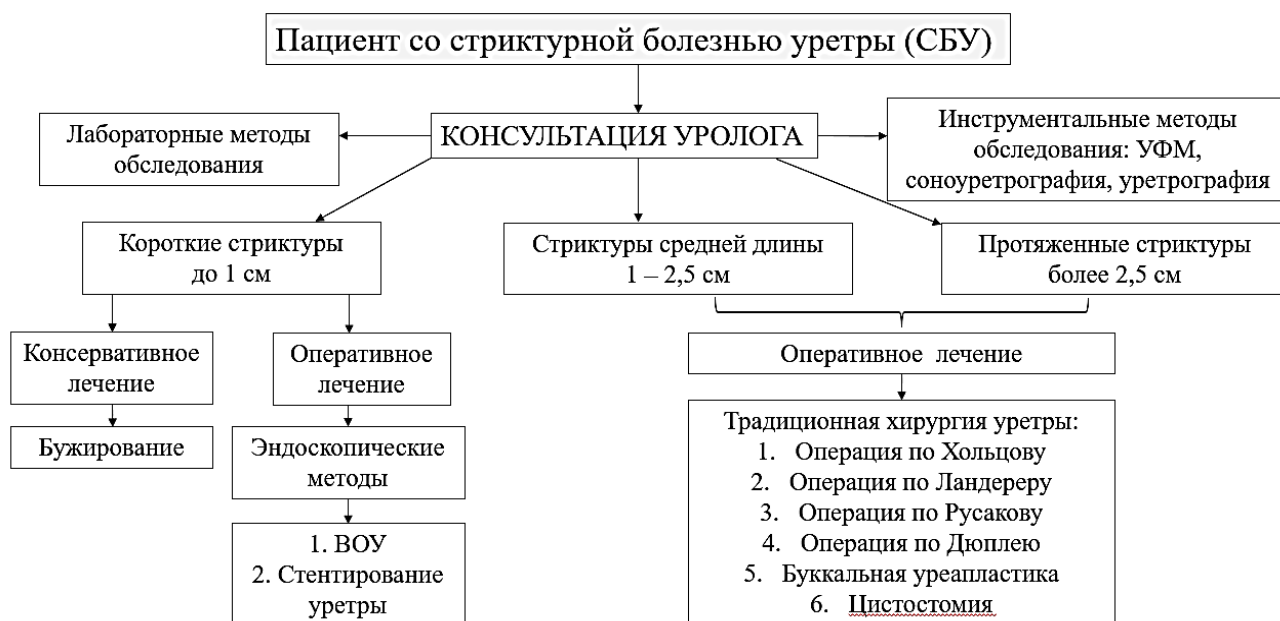 Пациент со стриктурной болезнью уретры (СБУ)
Лабораторные методы
обследования
КОНСУЛЬТАЦИЯ УРОЛОГА
Инструментальные методы
обследования: УФМ,
соноуретрография, уретрография
Короткие стриктуры
до 1 см
Стриктуры средней длины
1 – 2,5 см
Протяженные стриктуры
более 2,5 см
Консервативное
лечение
Оперативное
лечение
Оперативное лечение
Бужирование
Эндоскопические
методы
1. ВОУ
2. Стентирование
уретры
Традиционная хирургия уретры:
1. Операция по Хольцову
2. Операция по Ландереру
3. Операция по Русакову
4. Операция по Дюплею
5. Буккальная уреапластика
6. Цистостомия